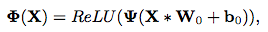 Φ(X) = ReLU(Ψ(X ∗ W₀ + b₀)),